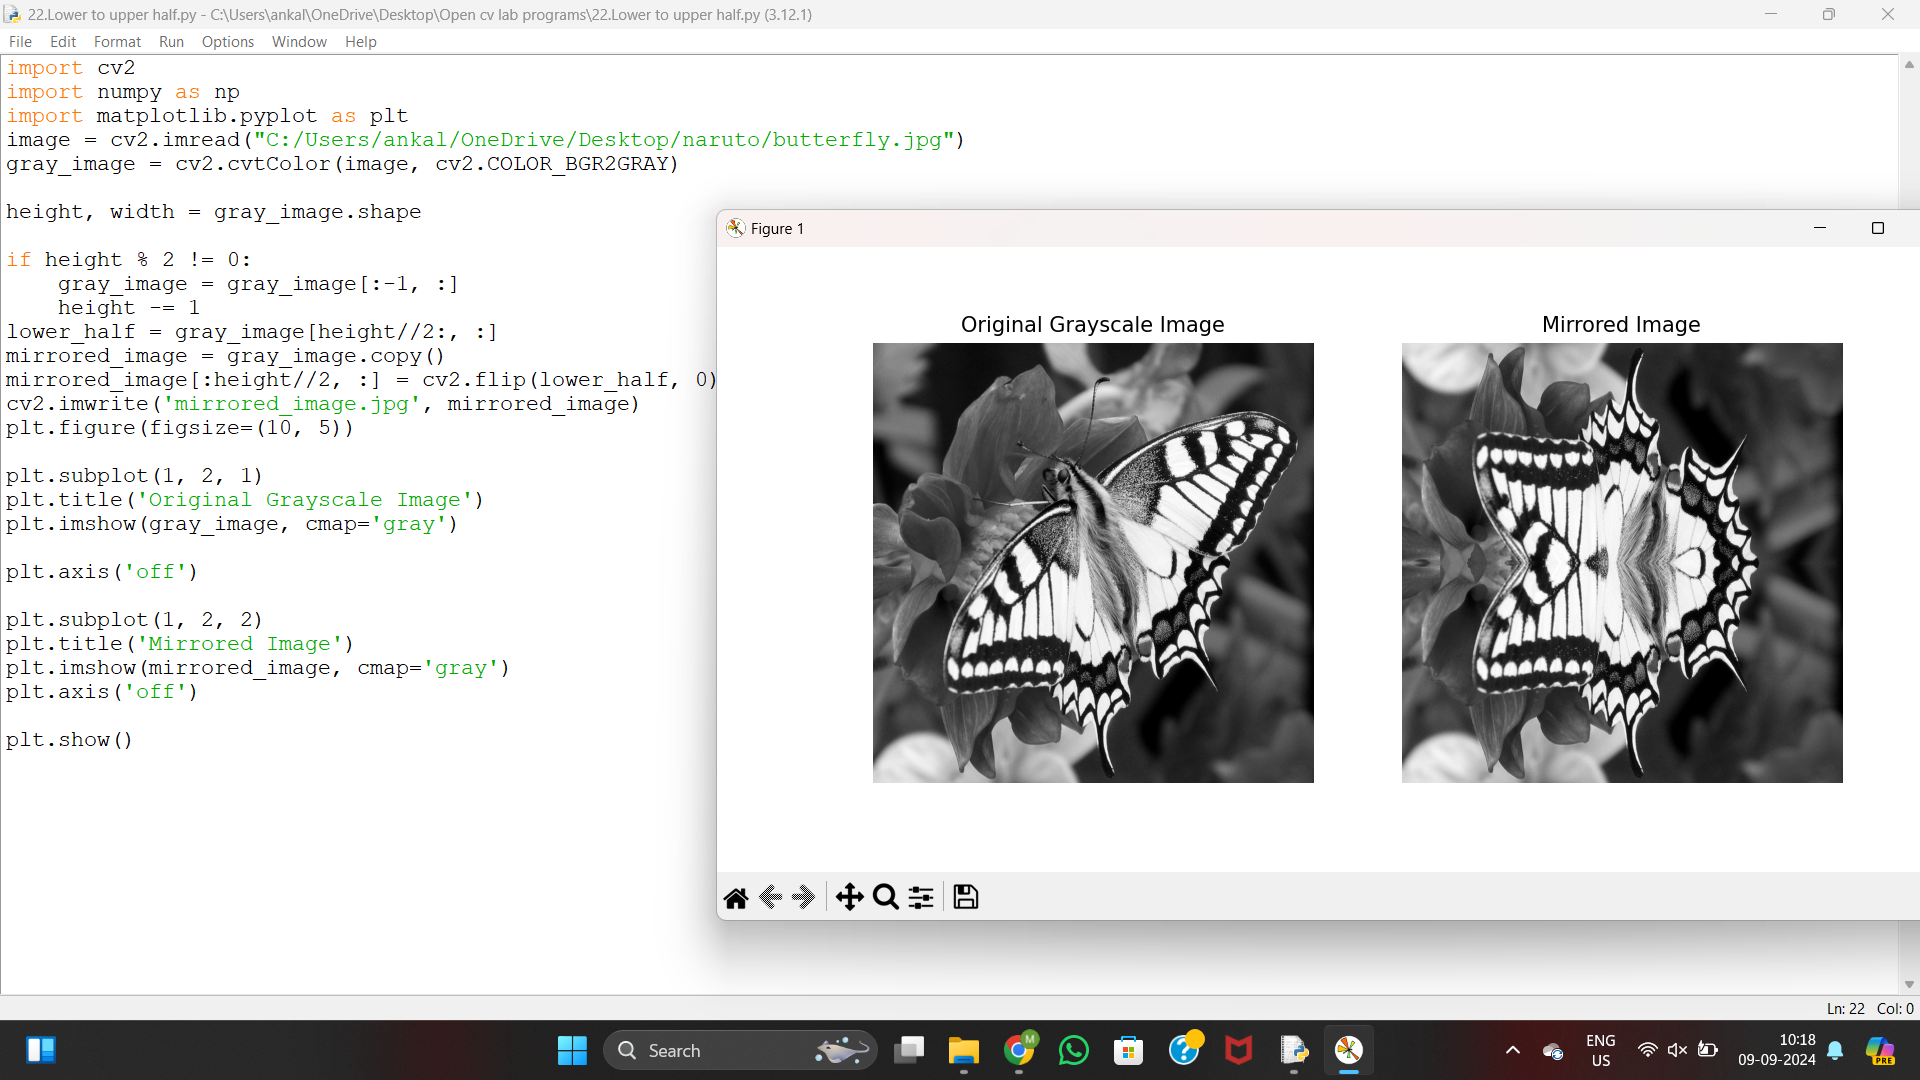 22.Lower to upper half.py - C:\Users\ankal\OneDrive\Desktop\Open cv lab programs\22.Lower to upper half.py (3.12.1)
File Edit Format Run Options Window Help
import cv2
import numpy as np
import matplotlib.pyplot as plt
image = cv2.imread("C:/Users/ankal/OneDrive/Desktop/naruto/butterfly.jpg")
gray_image = cv2.cvtColor(image, cv2.COLOR_BGR2GRAY)
height, width = gray_image.shape
if height % 2 != 0:
    gray_image = gray_image[:-1, :]
    height -= 1
lower_half = gray_image[height//2:, :]
mirrored_image = gray_image.copy()
mirrored_image[:height//2, :] = cv2.flip(lower_half, 0)
cv2.imwrite('mirrored_image.jpg', mirrored_image)
plt.figure(figsize=(10, 5))
plt.subplot(1, 2, 1)
plt.title('Original Grayscale Image')
plt.imshow(gray_image, cmap='gray')
plt.axis('off')
plt.subplot(1, 2, 2)
plt.title('Mirrored Image')
plt.imshow(mirrored_image, cmap='gray')
plt.axis('off')
plt.show()
Figure 1
Original Grayscale Image
Mirrored Image
Ln: 22 Col: 0
Search
M
PRE
ENG
US
10:18
09-09-2024